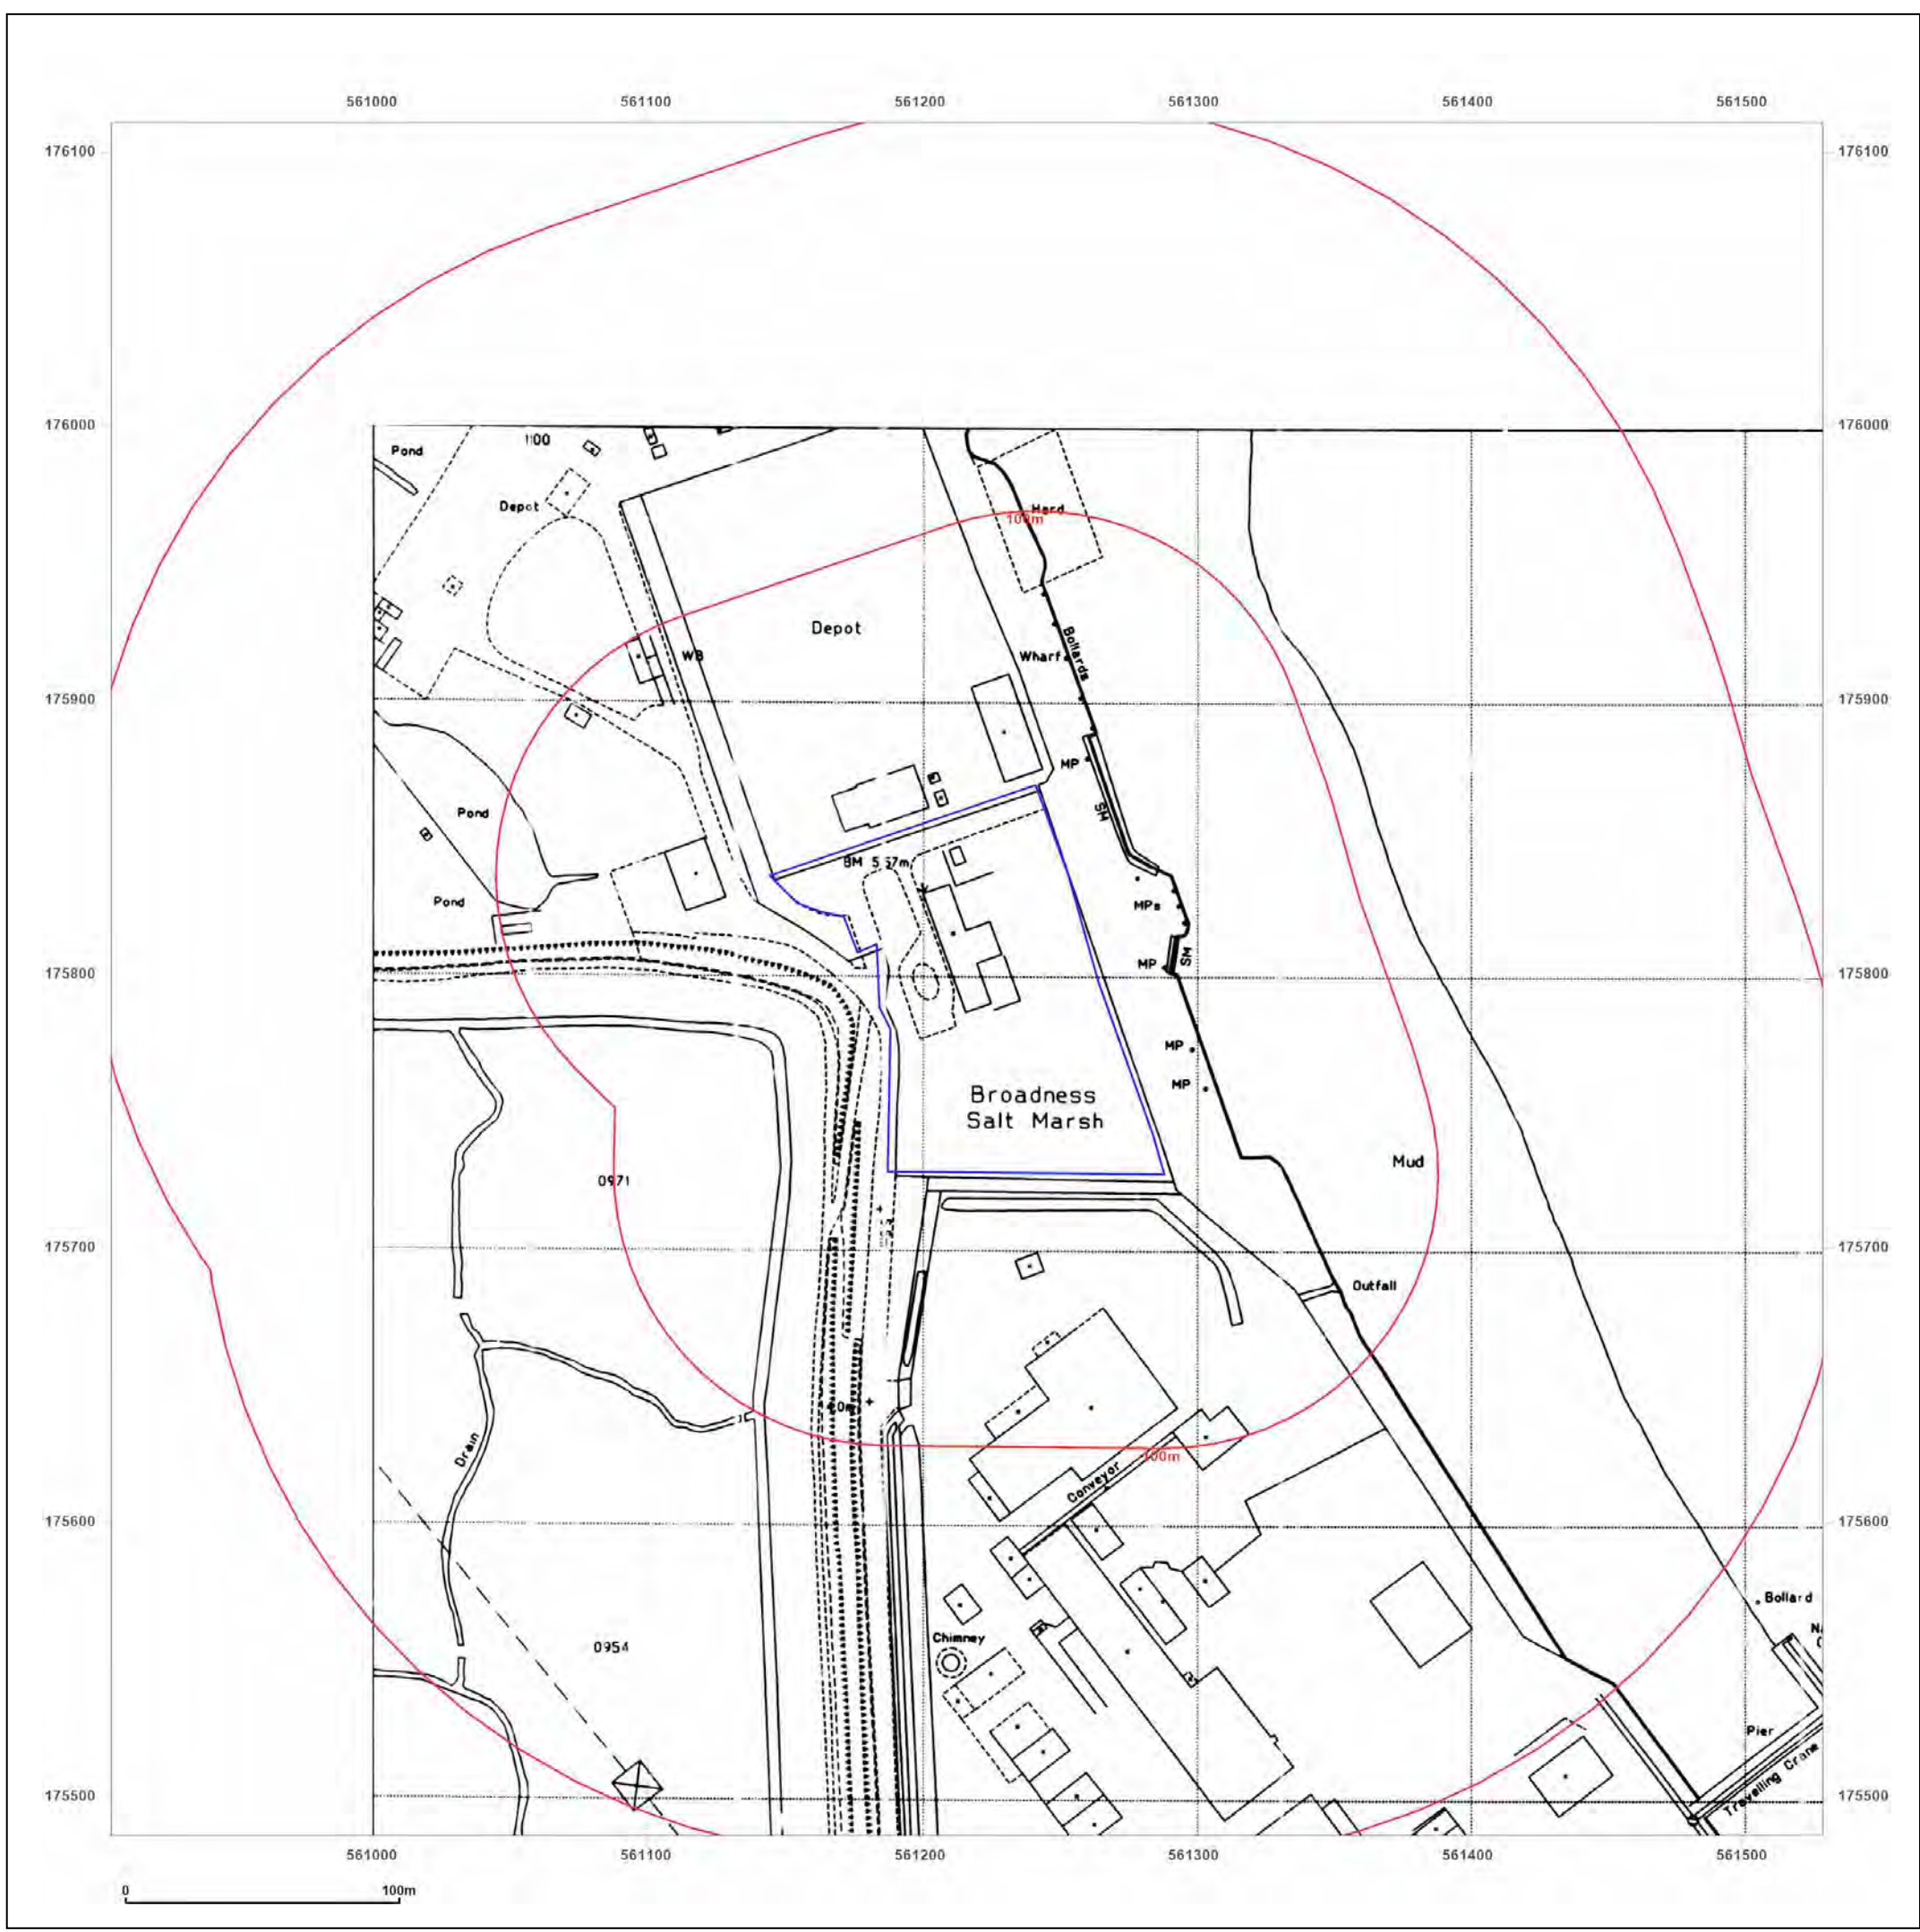 561000 561100 561200 561300 561400 561500
176100 176100
176000 176000
1100
Pond
Depot
Hard
100m
Depot
Bollards
WB
Wharf
175900 175900
MP
SM
Pond
BM 5.57m
Pond
MPs
SM
MP
175800 175800
MP
MP
Broadness
Salt Marsh
Mud
0971
175700 175700
Outfall
4.0m
Drain
100m
Conveyor
175600 175600
Bollard
Chimney
0954
Pier
Travelling Crane
175500 175500
561000 561100 561200 561300 561400 561500
0 100m